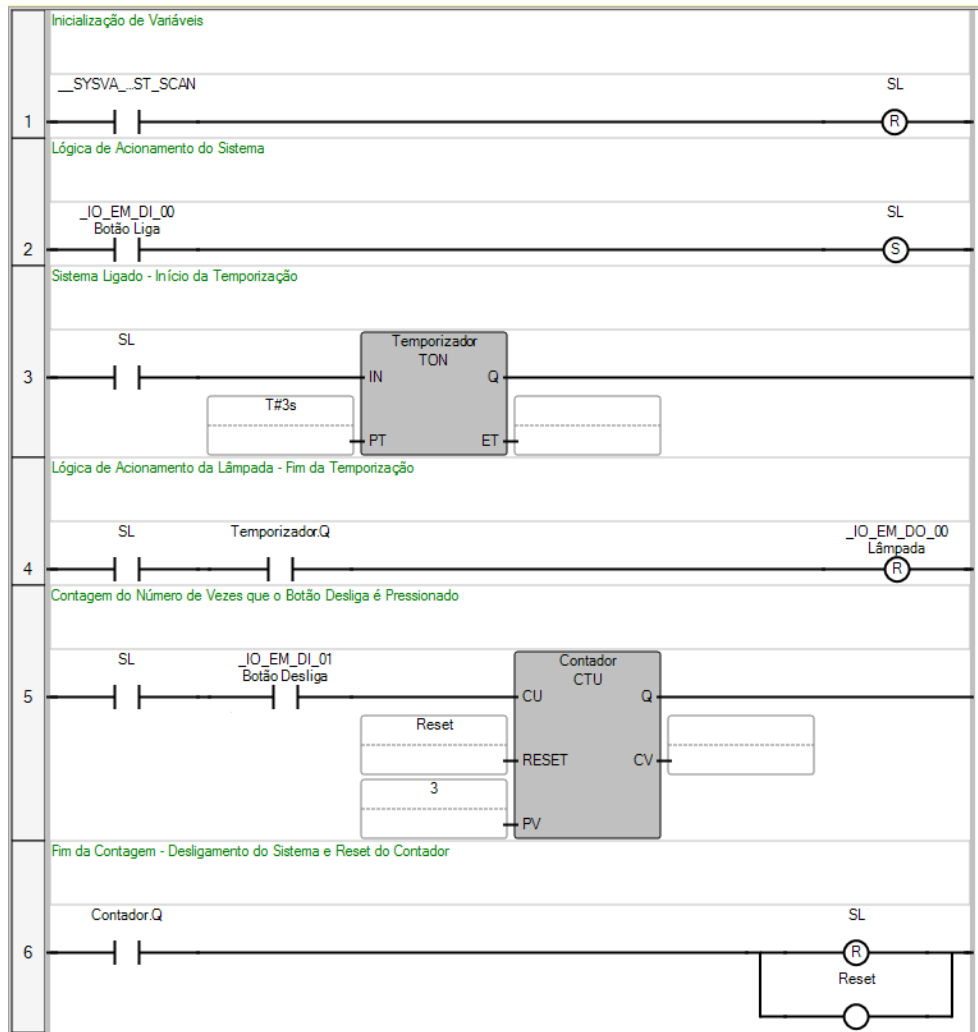 Inicialização de Variáveis
__SYSVA_...ST_SCAN
SL
1
R
Lógica de Acionamento do Sistema
_IO_EM_DI_00
Botão Liga
SL
2
S
Sistema Ligado - Início da Temporização
SL
Temporizador
TON
3
IN
Q
T#3s
PT
ET
Lógica de Acionamento da Lâmpada - Fim da Temporização
SL
Temporizador.Q
_IO_EM_DO_00
Lâmpada
4
R
Contagem do Número de Vezes que o Botão Desliga é Pressionado
SL
_IO_EM_DI_01
Botão Desliga
Contador
CTU
5
CU
Q
Reset
RESET
CV
3
PV
Fim da Contagem - Desligamento do Sistema e Reset do Contador
Contador.Q
SL
6
R
Reset